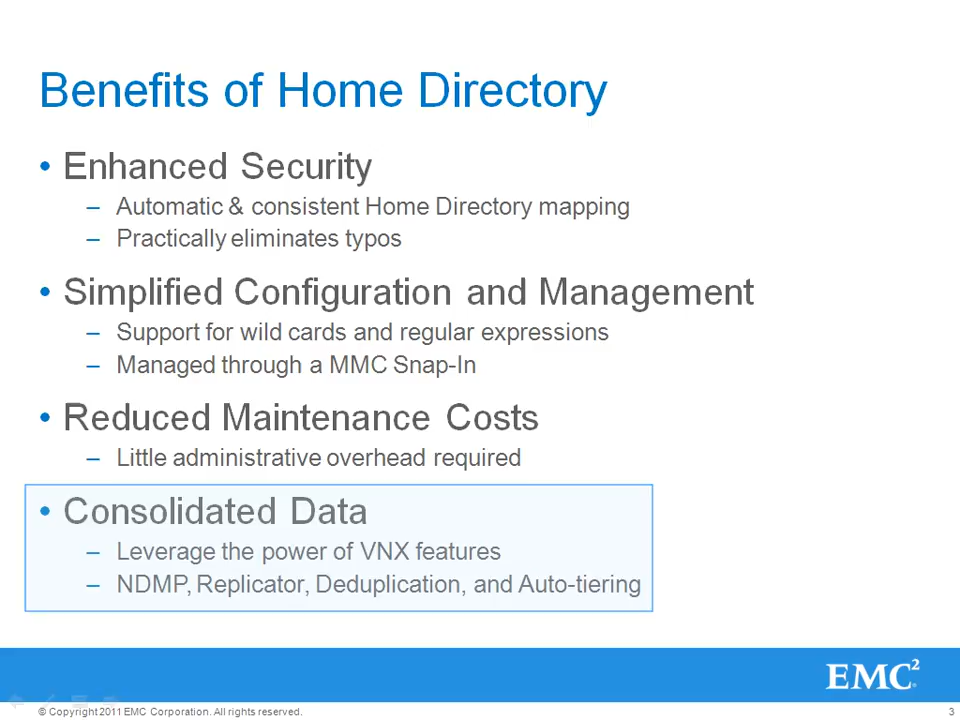 Benefits of Home Directory
• Enhanced Security
– Automatic & consistent Home Directory mapping
– Practically eliminates typos
• Simplified Configuration and Management
– Support for wild cards and regular expressions
– Managed through a MMC Snap-In
• Reduced Maintenance Costs
– Little administrative overhead required
• Consolidated Data
– Leverage the power of VNX features
– NDMP, Replicator, Deduplication, and Auto-tiering
EMC²
© Copyright 2011 EMC Corporation. All rights reserved.
3